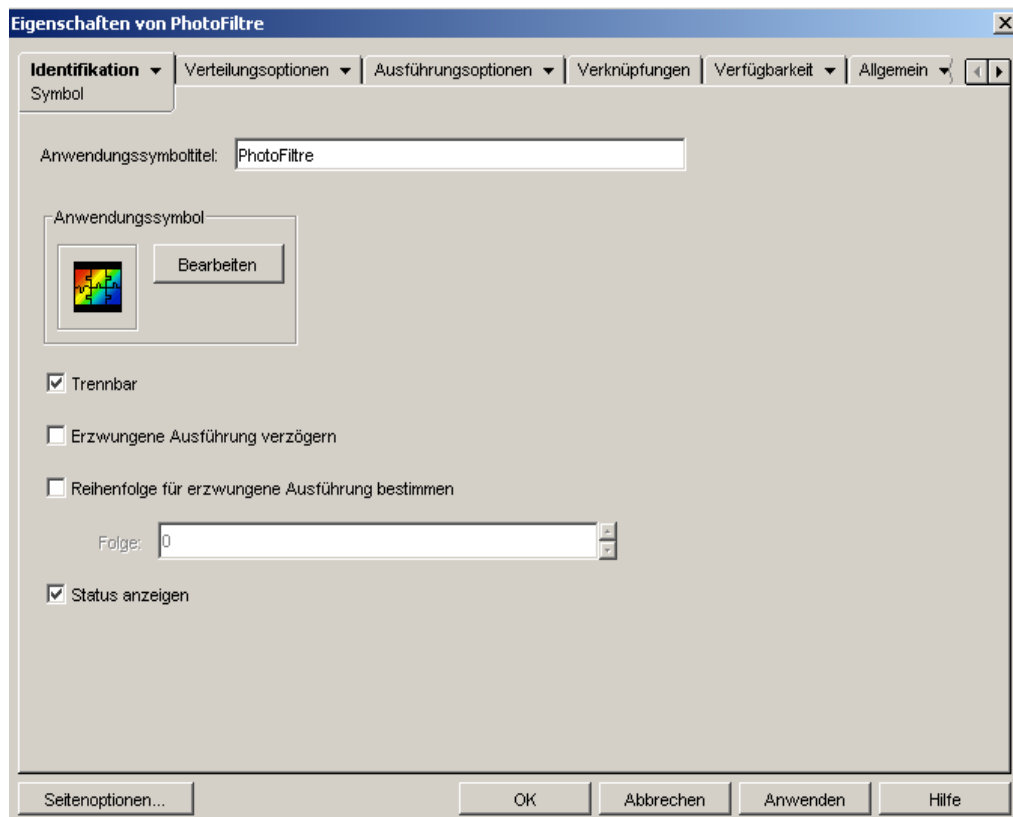 Eigenschaften von PhotoFiltre
Identifikation Verteilungsoptionen Ausführungsoptionen Verknüpfungen Verfügbarkeit Allgemein
Symbol
Anwendungssymboltitel: PhotoFiltre
Anwendungssymbol
Bearbeiten
Trennbar
Erzwungene Ausführung verzögern
Reihenfolge für erzwungene Ausführung bestimmen
Folge: 0
Status anzeigen
Seitenoptionen... OK Abbrechen Anwenden Hilfe